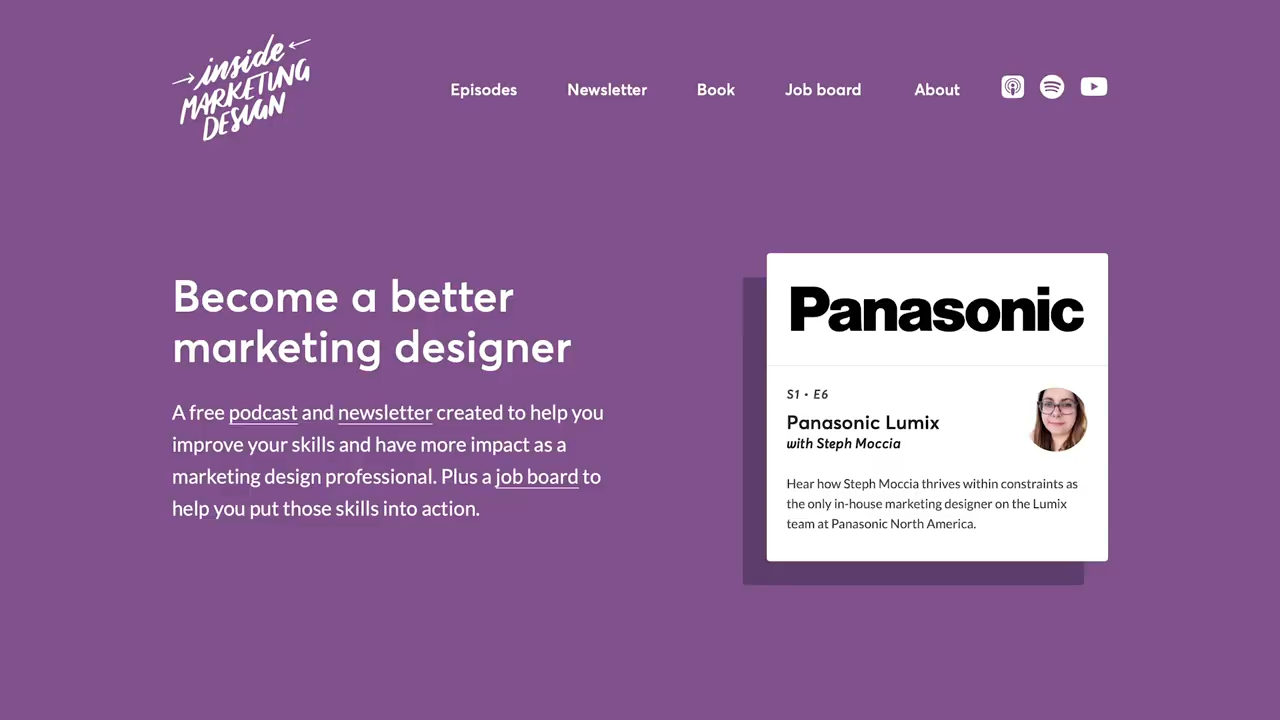 inside
MARKETING
DESIGN
Episodes
Newsletter
Book
Job board
About
Become a better
marketing designer
A free podcast and newsletter created to help you
improve your skills and have more impact as a
marketing design professional. Plus a job board to
help you put those skills into action.
Panasonic
S1 • E6
Panasonic Lumix
with Steph Moccia
Hear how Steph Moccia thrives within constraints as
the only in-house marketing designer on the Lumix
team at Panasonic North America.